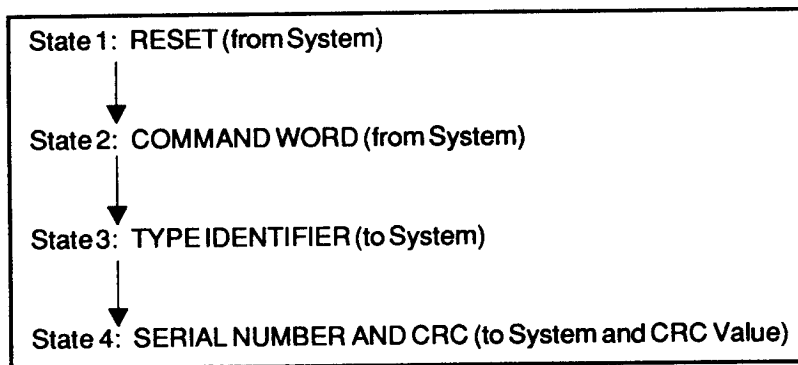 State 1: RESET (from System)
State 2: COMMAND WORD (from System)
State 3: TYPE IDENTIFIER (to System)
State 4: SERIAL NUMBER AND CRC (to System and CRC Value)